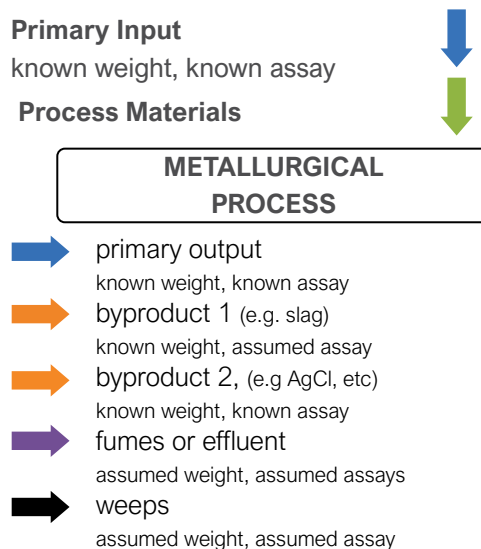 Primary Input
known weight, known assay
Process Materials
METALLURGICAL
PROCESS
primary output
known weight, known assay
byproduct 1 (e.g. slag)
known weight, assumed assay
byproduct 2, (e.g AgCl, etc)
known weight, known assay
fumes or effluent
assumed weight, assumed assays
weeps
assumed weight, assumed assay